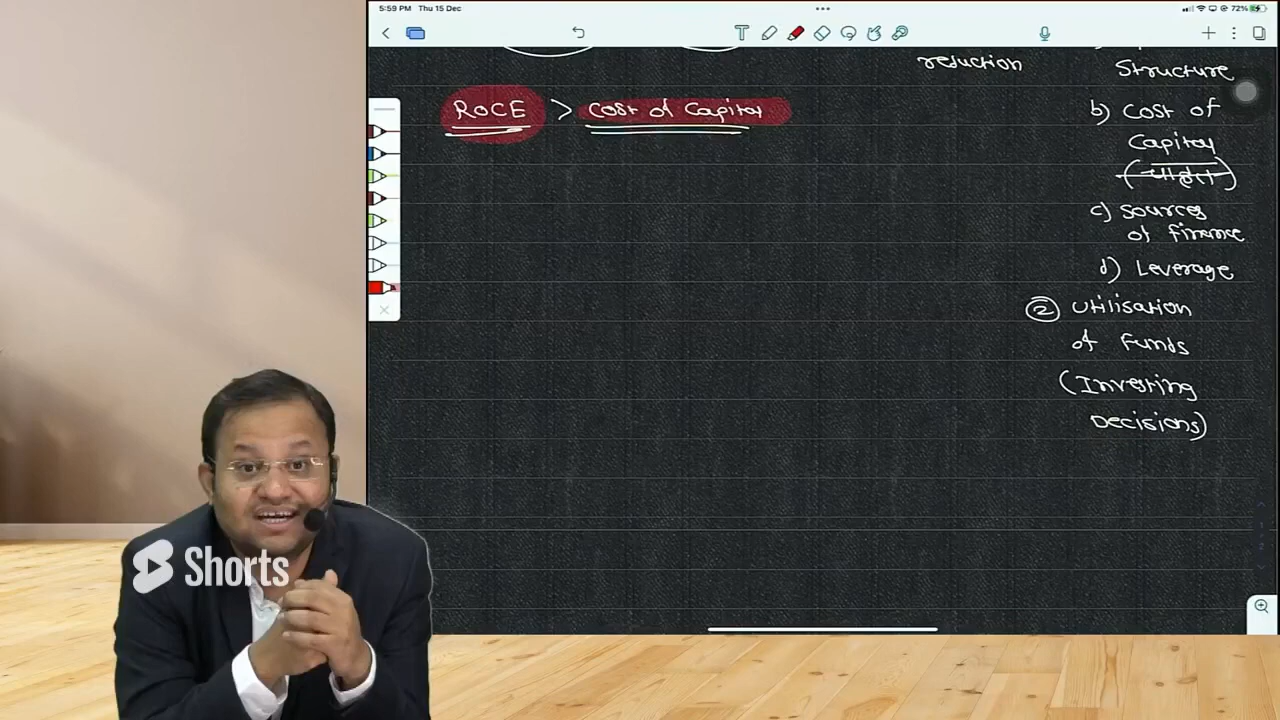 5:59 PM Thu 15 Dec
72%
reduction
Structure
ROCE > Cost of Capital
b) Cost of
Capital
c) Sources
of finance
d) Leverage
② Utilisation
of Funds
(Investing
Decisions)
Shorts